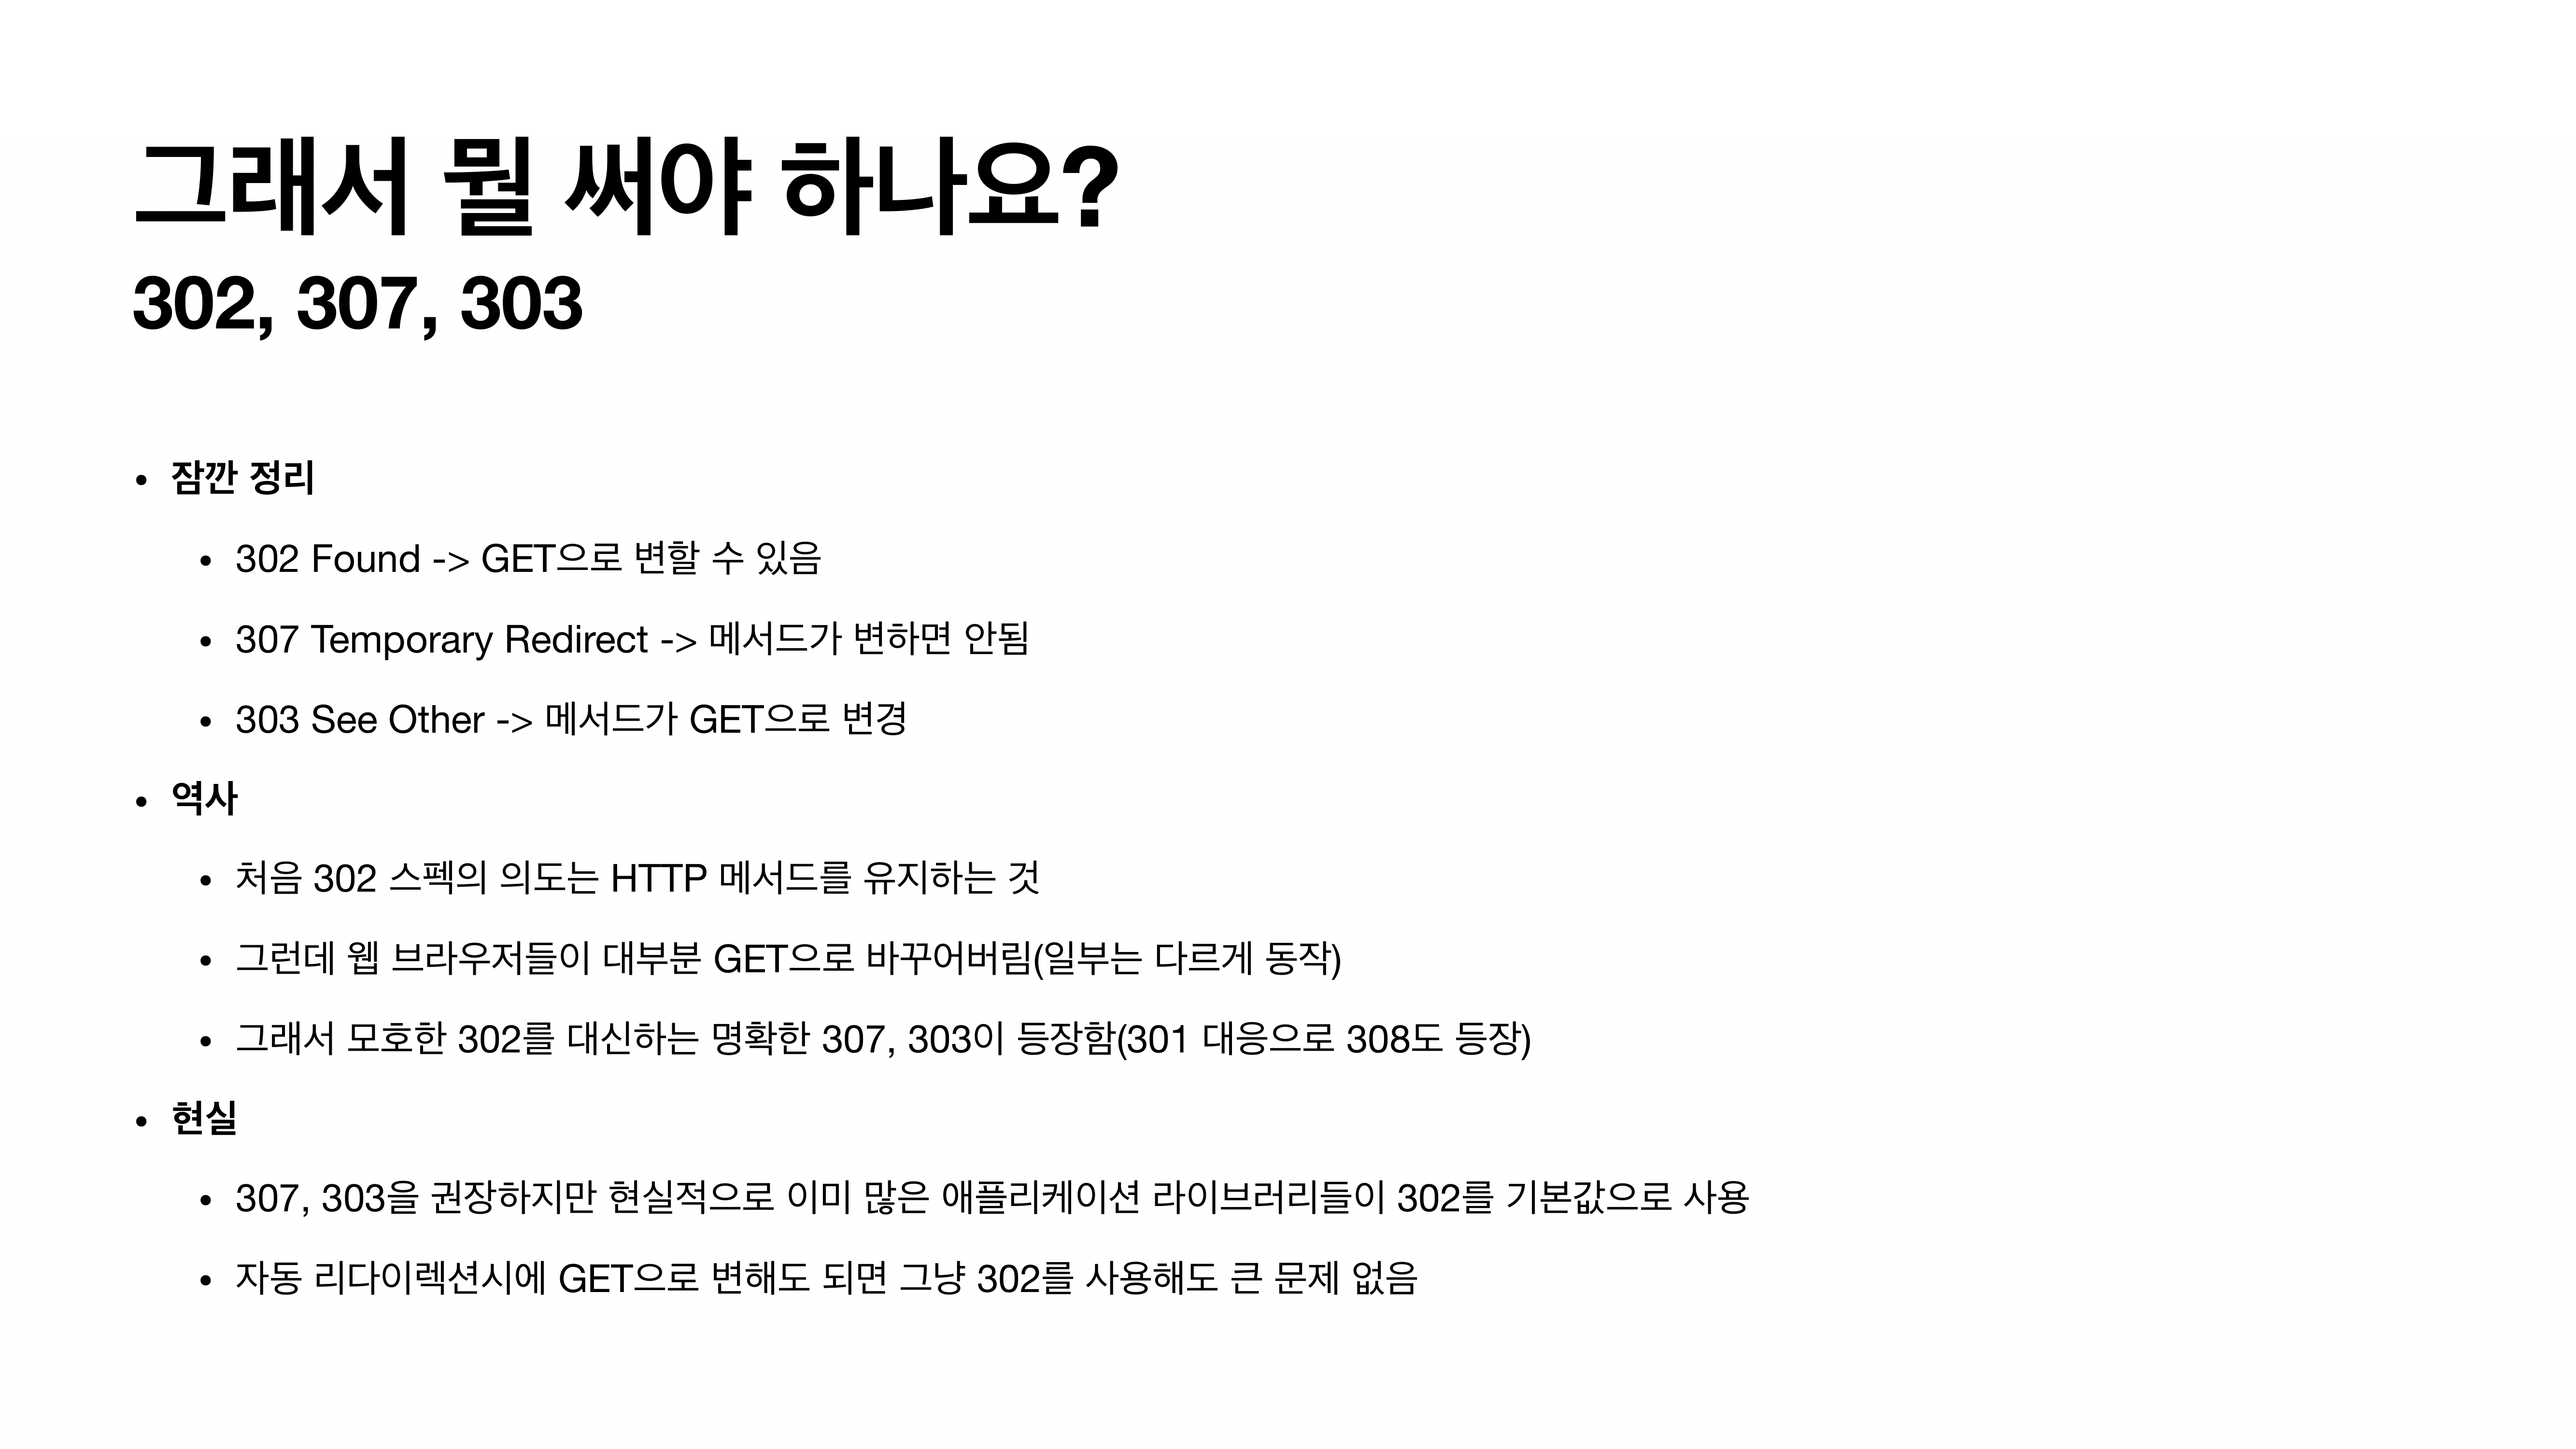 그래서 뭘 써야 하나요?
302, 307, 303
• 잠깐 정리
• 302 Found -> GET으로 변할 수 있음
• 307 Temporary Redirect -> 메서드가 변하면 안됨
• 303 See Other -> 메서드가 GET으로 변경
• 역사
• 처음 302 스펙의 의도는 HTTP 메서드를 유지하는 것
• 그런데 웹 브라우저들이 대부분 GET으로 바꾸어버림(일부는 다르게 동작)
• 그래서 모호한 302를 대신하는 명확한 307, 303이 등장함(301 대응으로 308도 등장)
• 현실
• 307, 303을 권장하지만 현실적으로 이미 많은 애플리케이션 라이브러리들이 302를 기본값으로 사용
• 자동 리다이렉션시에 GET으로 변해도 되면 그냥 302를 사용해도 큰 문제 없음